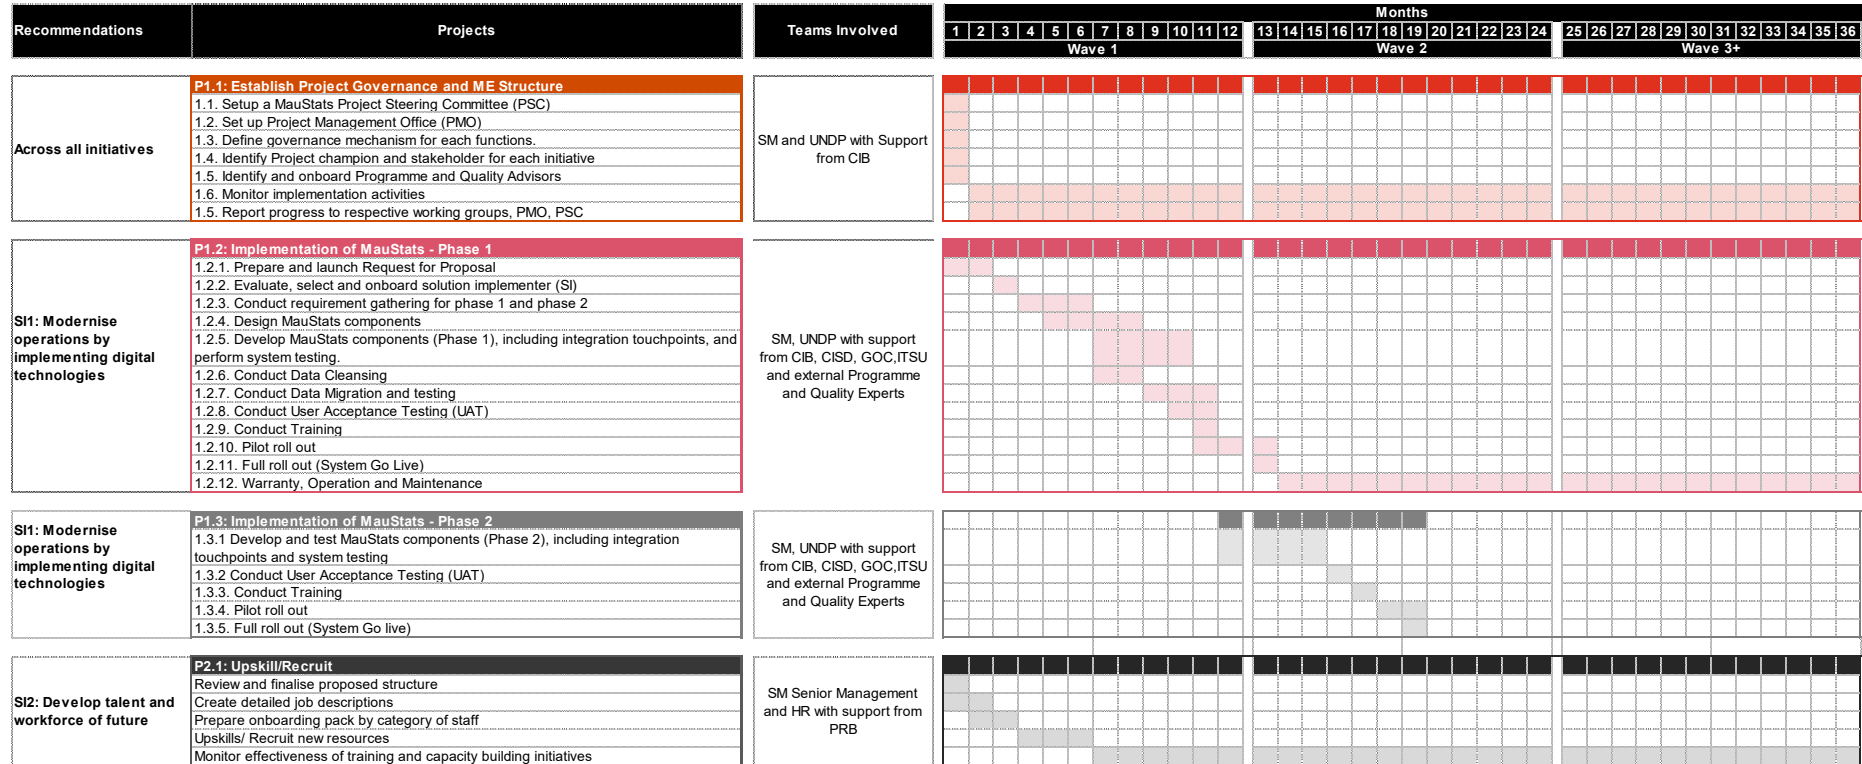 Recommendations
Projects
Teams Involved
Months
1 2 3 4 5 6 7 8 9 10 11 12 13 14 15 16 17 18 19 20 21 22 23 24 25 26 27 28 29 30 31 32 33 34 35 36
Wave 1
Wave 2
Wave 3+
Across all initiatives
P1.1: Establish Project Governance and ME Structure
1.1. Setup a MauStats Project Steering Committee (PSC)
1.2. Set up Project Management Office (PMO)
1.3. Define governance mechanism for each functions.
1.4. Identify Project champion and stakeholder for each initiative
1.5. Identify and onboard Programme and Quality Advisors
1.6. Monitor implementation activities
1.5. Report progress to respective working groups, PMO, PSC
SM and UNDP with Support
from CIB
SI1: Modernise
operations by
implementing digital
technologies
P1.2: Implementation of MauStats - Phase 1
1.2.1. Prepare and launch Request for Proposal
1.2.2. Evaluate, select and onboard solution implementer (SI)
1.2.3. Conduct requirement gathering for phase 1 and phase 2
1.2.4. Design MauStats components
1.2.5. Develop MauStats components (Phase 1), including integration touchpoints, and
perform system testing.
1.2.6. Conduct Data Cleansing
1.2.7. Conduct Data Migration and testing
1.2.8. Conduct User Acceptance Testing (UAT)
1.2.9. Conduct Training
1.2.10. Pilot roll out
1.2.11. Full roll out (System Go Live)
1.2.12. Warranty, Operation and Maintenance
SM, UNDP with support
from CIB, CISD, GOC,ITSU
and external Programme
and Quality Experts
SI1: Modernise
operations by
implementing digital
technologies
P1.3: Implementation of MauStats - Phase 2
1.3.1 Develop and test MauStats components (Phase 2), including integration
touchpoints and system testing
1.3.2 Conduct User Acceptance Testing (UAT)
1.3.3. Conduct Training
1.3.4. Pilot roll out
1.3.5. Full roll out (System Go live)
SM, UNDP with support
from CIB, CISD, GOC,ITSU
and external Programme
and Quality Experts
SI2: Develop talent and
workforce of future
P2.1: Upskill/Recruit
Review and finalise proposed structure
Create detailed job descriptions
Prepare onboarding pack by category of staff
Upskills/ Recruit new resources
Monitor effectiveness of training and capacity building initiatives
SM Senior Management
and HR with support from
PRB